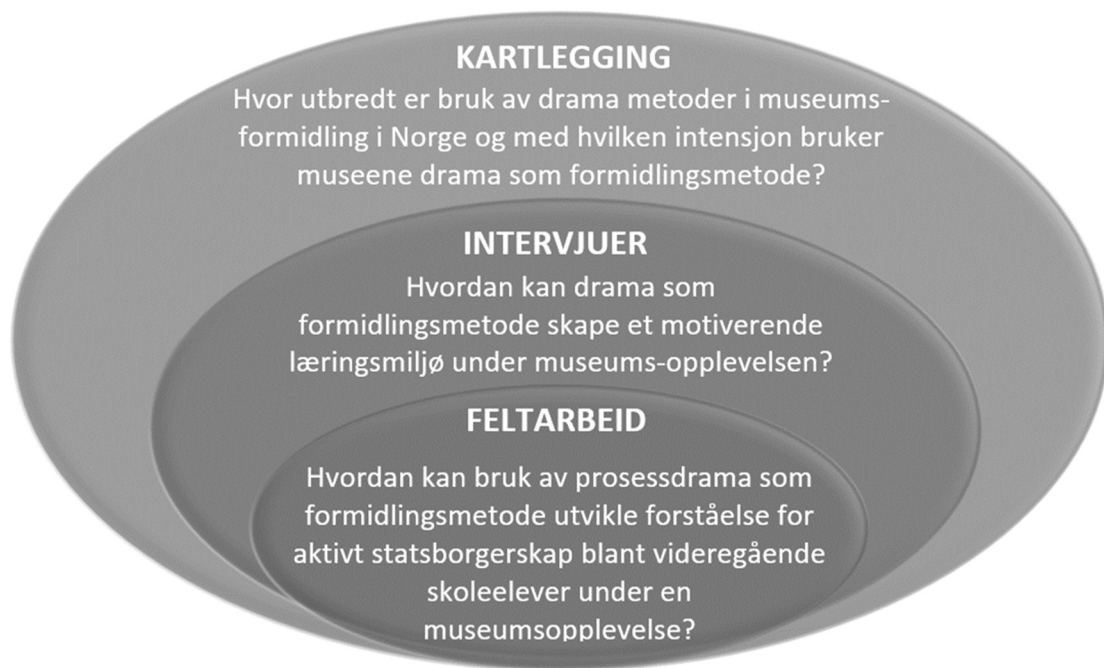 KARTLEGGING
Hvor utbredt er bruk av drama metoder i museums-
formidling i Norge og med hvilken intensjon bruker
museene drama som formidlingsmetode?
INTERVJUER
Hvordan kan drama som
formidlingsmetode skape et motiverende
læringsmiljø under museums-opplevelsen?
FELTARBEID
Hvordan kan bruk av prosessdrama som
formidlingsmetode utvikle forståelse for
aktivt statsborgerskap blant videregående
skoleelever under en
museumsopplevelse?